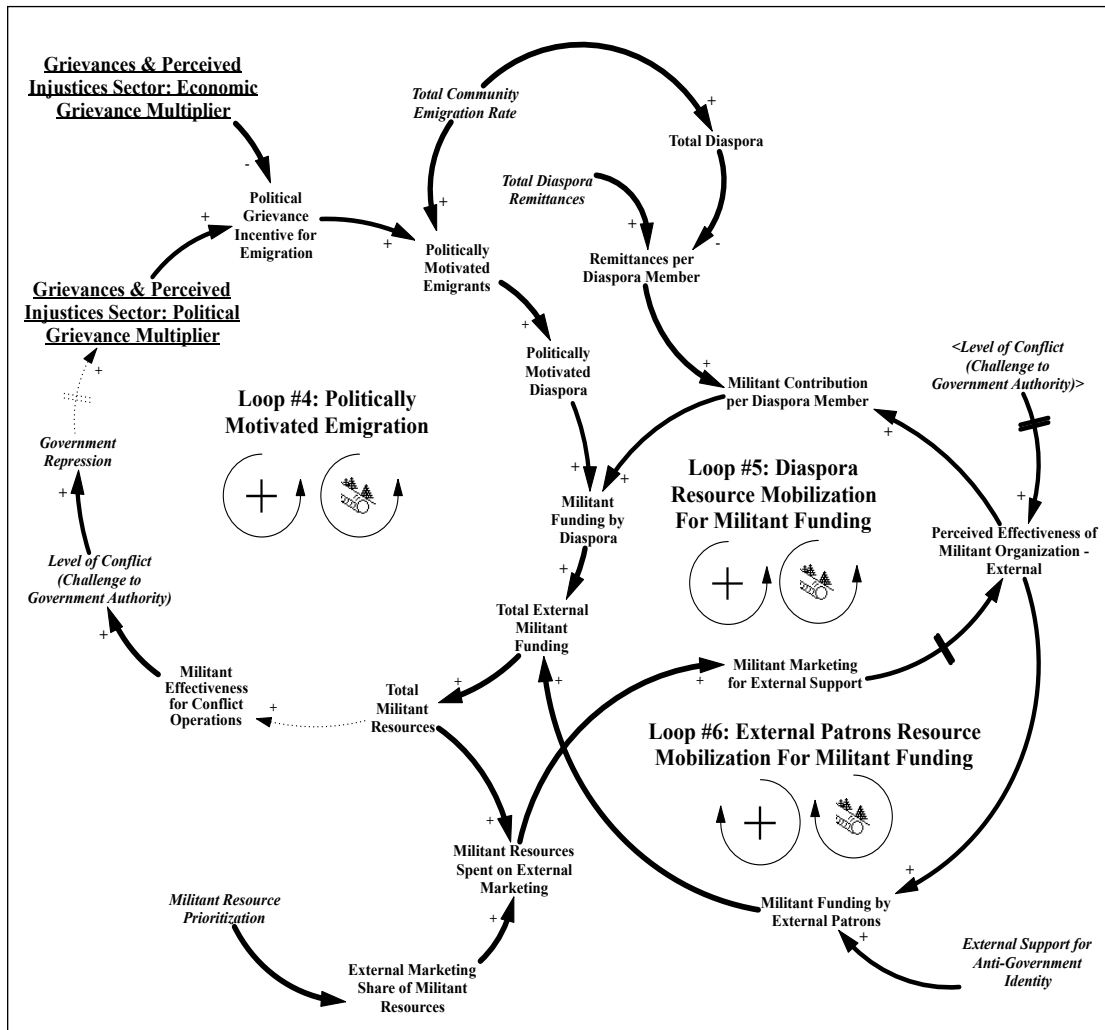 Grievances & Perceived
Injustices Sector: Economic
Grievance Multiplier
-
Total Community
Emigration Rate
+
Total Diaspora
Total Diaspora
Remittances
+
+
-
Political
Grievance
Incentive for
Emigration
+
+
+
Politically
Motivated
Emigrants
Remittances per
Diaspora Member
Grievances & Perceived
Injustices Sector: Political
Grievance Multiplier
+
+
Politically
Motivated
Diaspora
+
Militant Contribution
per Diaspora Member
+
<Level of Conflict
(Challenge to
Government Authority)>
+
Loop #4: Politically
Motivated Emigration
+
Government
Repression
+
Loop #5: Diaspora
Resource Mobilization
For Militant Funding
+
+
+
Militant
Funding by
Diaspora
+
Perceived Effectiveness of
Militant Organization -
External
Level of Conflict
(Challenge to
Government Authority)
+
Total External
Militant
Funding
+
Militant
Effectiveness
for Conflict
Operations
+
Total
Militant
Resources
+
Militant Marketing
for External Support
+
Loop #6: External Patrons Resource
Mobilization For Militant Funding
+
+
Militant Resources
Spent on External
Marketing
+
+
Militant Funding by
External Patrons
+
Militant Resource
Prioritization
External Marketing
Share of Militant
Resources
External Support for
Anti-Government
Identity